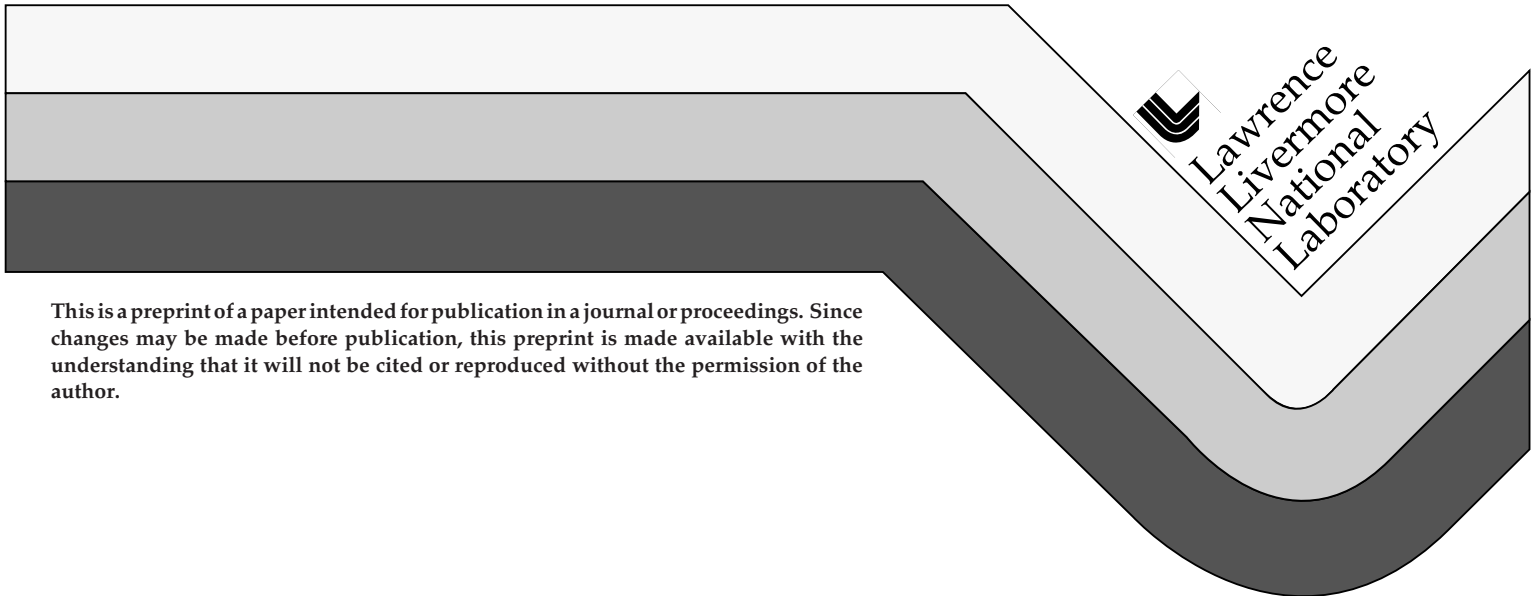 Lawrence
Livermore
National
Laboratory
This is a preprint of a paper intended for publication in a journal or proceedings. Since
changes may be made before publication, this preprint is made available with the
understanding that it will not be cited or reproduced without the permission of the
author.